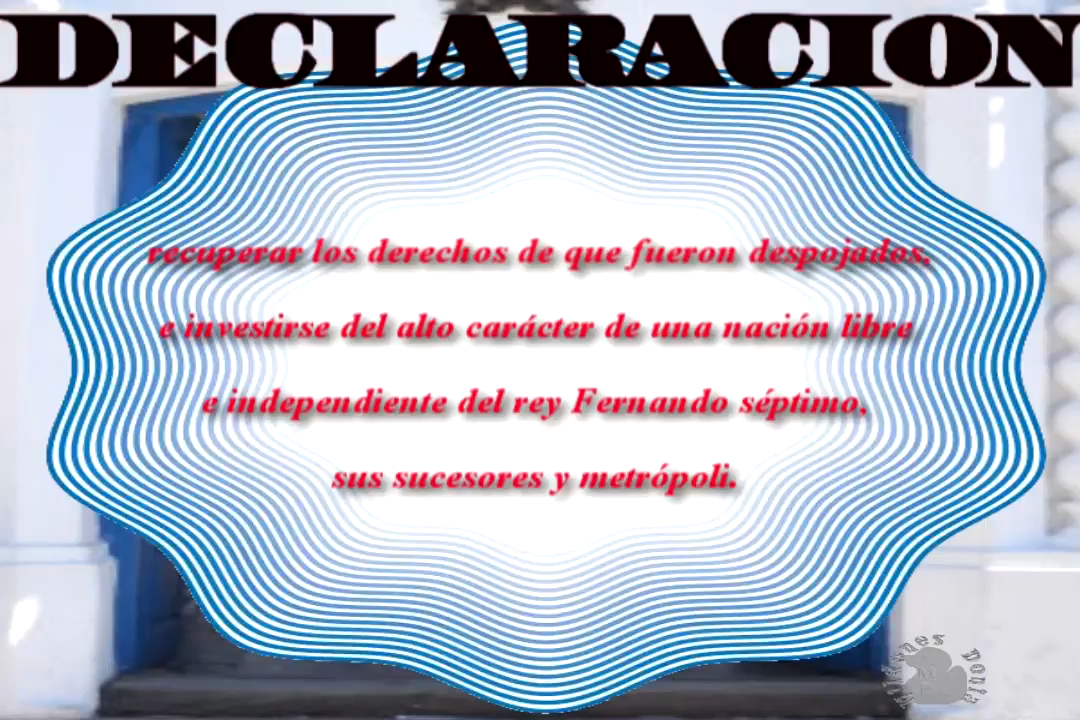 DECLARACION
recuperar los derechos de que fueron despojados,
e investirse del alto carácter de una nación libre
e independiente del rey Fernando séptimo,
sus sucesores y metrópoli.